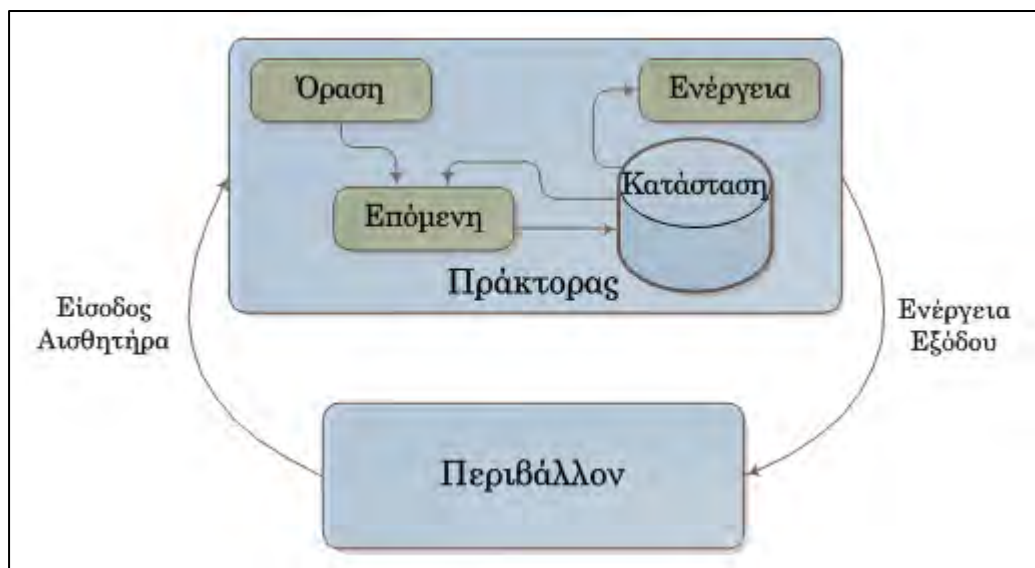 Όραση
Ενέργεια
Κατάσταση
Επόμενη
Πράκτορας
Είσοδος
Αισθητήρα
Ενέργεια
Εξόδου
Περιβάλλον